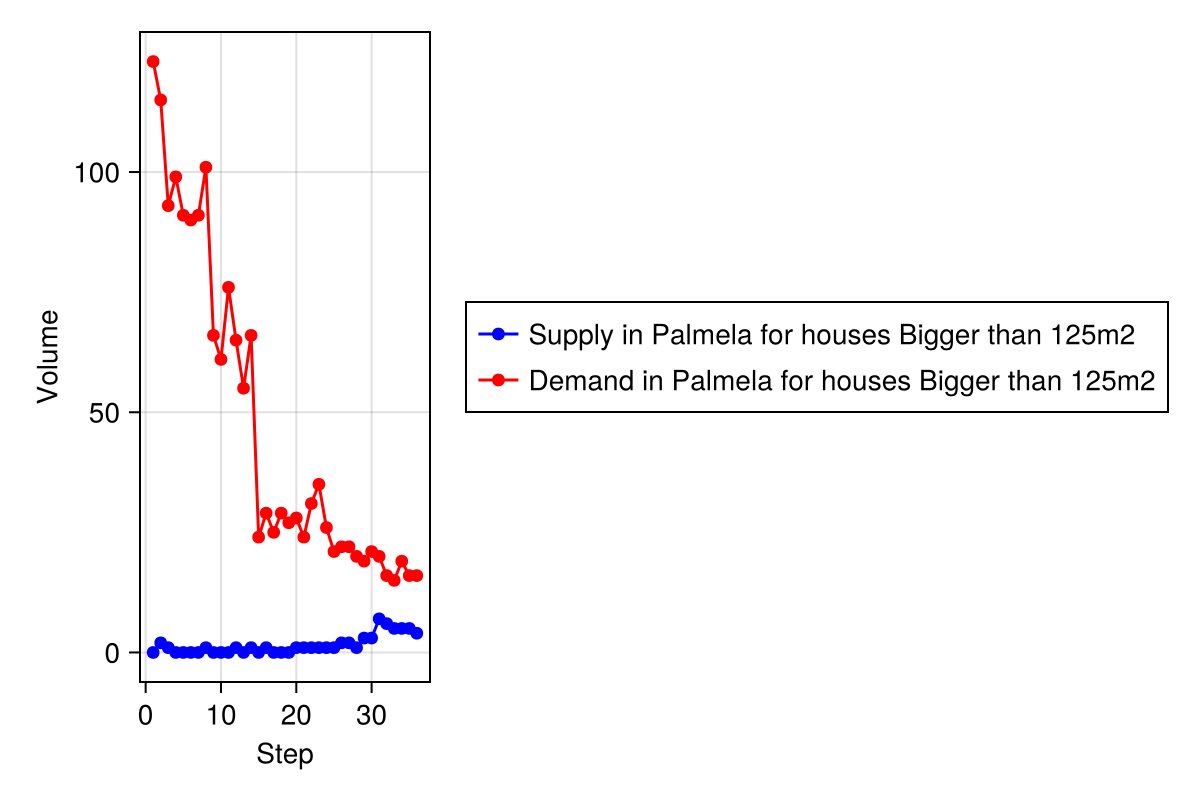 100
50
0
Volume
0 10 20 30
Step
Supply in Palmela for houses Bigger than 125m2
Demand in Palmela for houses Bigger than 125m2